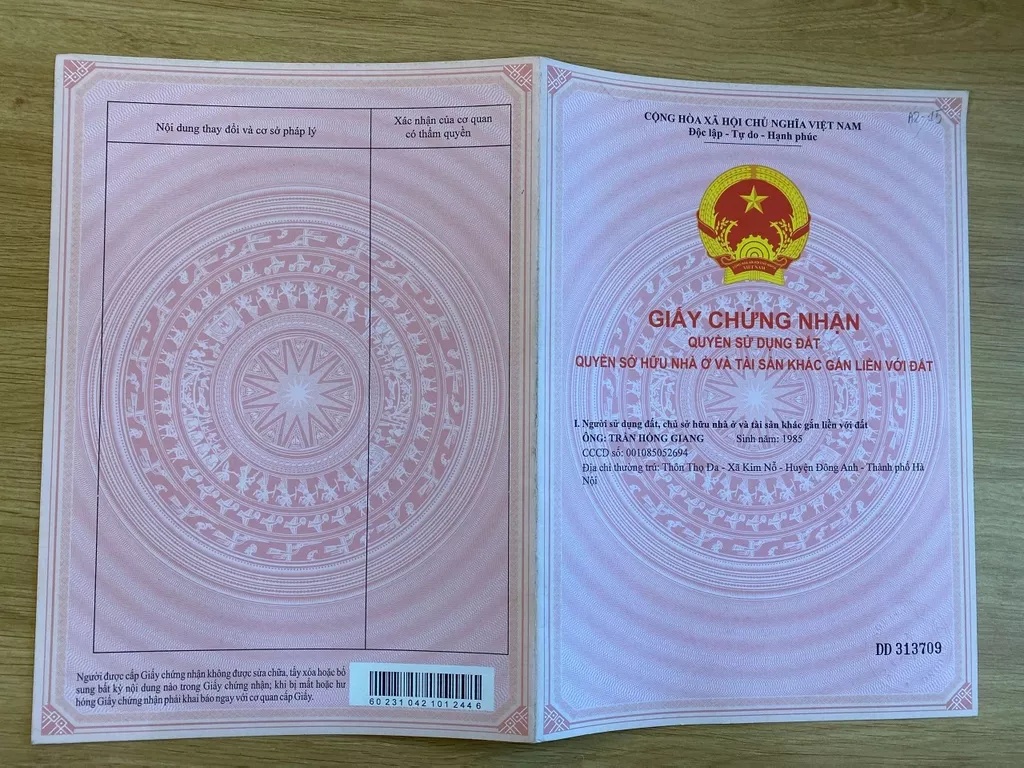 Nội dung thay đổi và cơ sở pháp lý
Xác nhận của cơ quan
có thẩm quyền
Người được cấp Giấy chứng nhận không được sửa chữa, tẩy xóa hoặc bổ
sung bất kỳ nội dung nào trong Giấy chứng nhận; khi bị mất hoặc hư
hỏng Giấy chứng nhận phải khai báo ngay với cơ quan cấp Giấy.
60 231 042 101 244 6
CỘNG HÒA XÃ HỘI CHỦ NGHĨA VIỆT NAM
Độc lập - Tự do - Hạnh phúc
VIỆT NAM
GIẤY CHỨNG NHẬN
QUYỀN SỬ DỤNG ĐẤT
QUYỀN SỞ HỮU NHÀ Ở VÀ TÀI SẢN KHÁC GẮN LIỀN VỚI ĐẤT
I. Người sử dụng đất, chủ sở hữu nhà ở và tài sản khác gắn liền với đất
ÔNG: TRẦN HỒNG GIANG Sinh năm: 1985
CCCD số: 001085052694
Địa chỉ thường trú: Thôn Thọ Đa - Xã Kim Nỗ - Huyện Đông Anh - Thành phố Hà
Nội
DD 313709